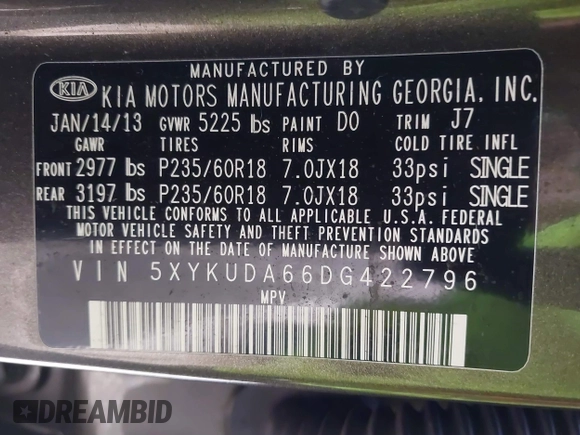 MANUFACTURED BY
KIA KIA MOTORS MANUFACTURING GEORGIA, INC.
JAN/14/13 GVWR 5225 lbs PAINT D0 TRIM J7
GAWR TIRES RIMS COLD TIRE INFL
FRONT 2977 lbs P235/60R18 7.0JX18 33psi SINGLE
REAR 3197 lbs P235/60R18 7.0JX18 33psi SINGLE
THIS VEHICLE CONFORMS TO ALL APPLICABLE U.S.A. FEDERAL
MOTOR VEHICLE SAFETY AND THEFT PREVENTION STANDARDS
IN EFFECT ON THE DATE OF MANUFACTURE SHOWN ABOVE
VIN 5XYKUDA66DG422796
MPV
DREAMBID